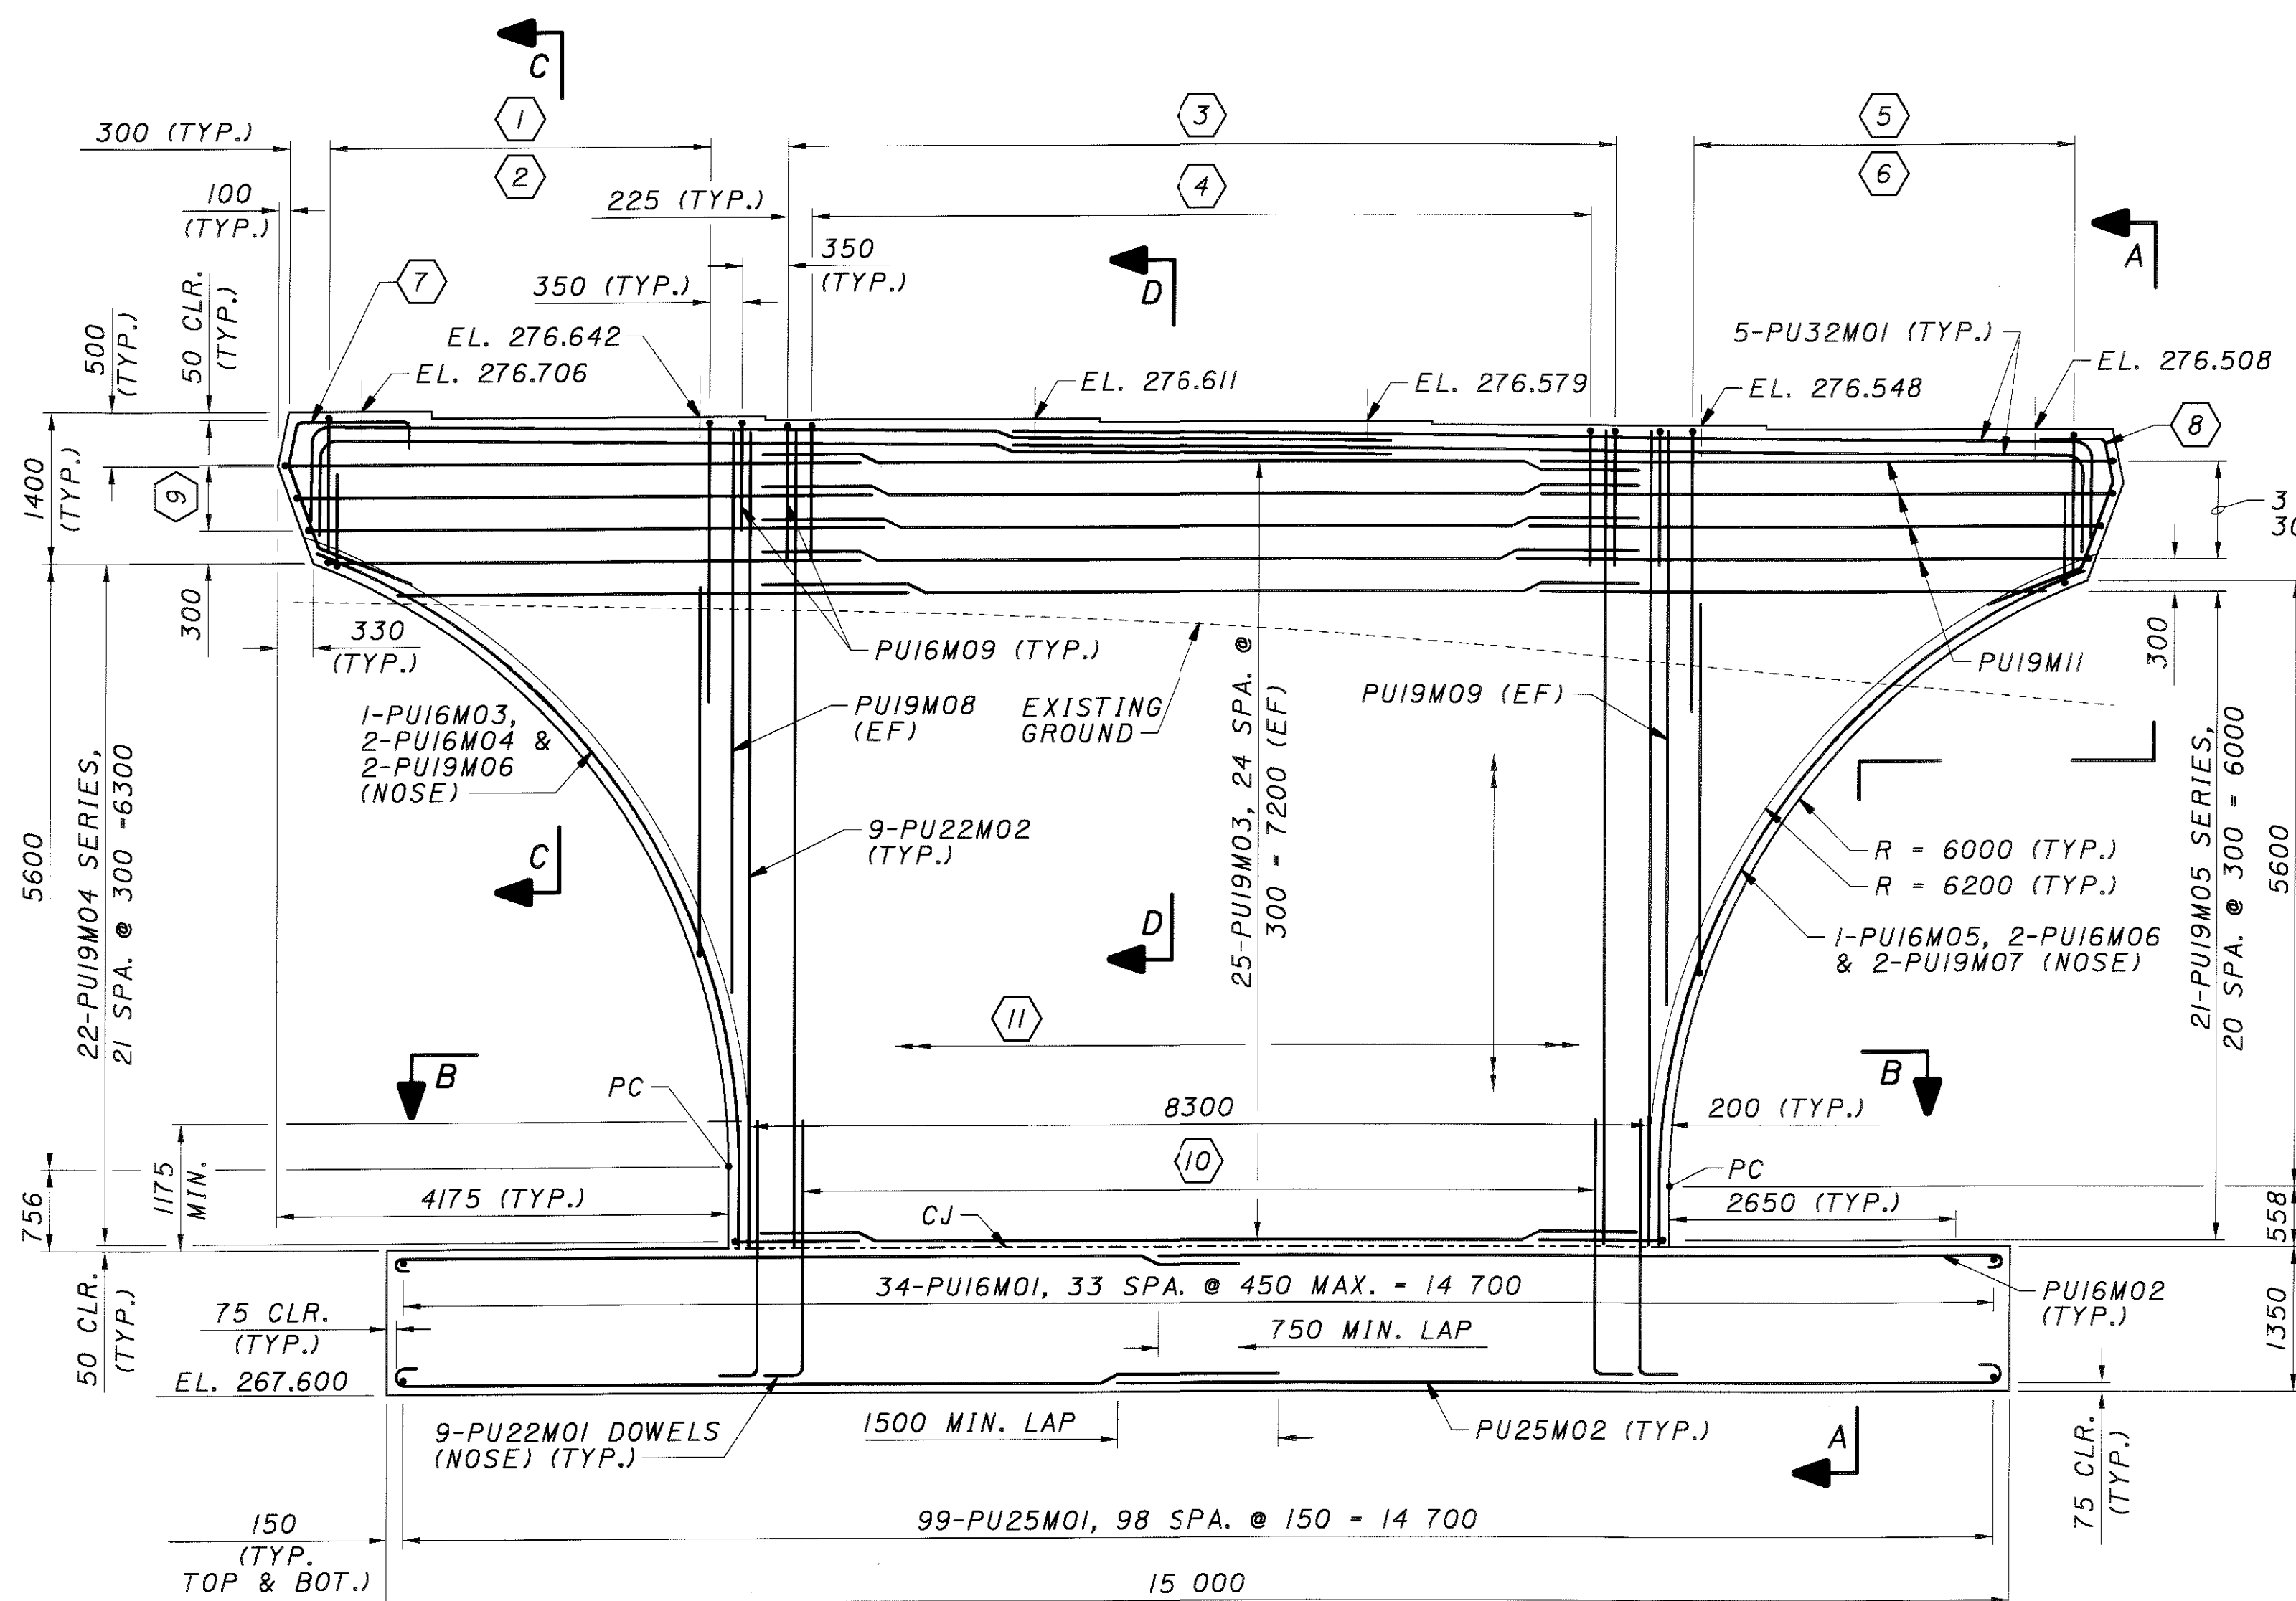 C
1
3
5
300 (TYP.)
2
4
6
100
(TYP.)
225 (TYP.)
A
7
350
(TYP.)
350 (TYP.)
D
500
(TYP.)
50 CLR.
(TYP.)
EL. 276.642
5-PU32M01 (TYP.)
EL. 276.706
EL. 276.611
EL. 276.579
EL. 276.548
EL. 276.508
8
1400
(TYP.)
9
3
30
300
330
(TYP.)
PU16M09 (TYP.)
PU19M11
300
1-PU16M03,
2-PU16M04 &
2-PU19M06
(NOSE)
PU19M08
(EF)
EXISTING
GROUND
25-PU19M03, 24 SPA. @
300 = 7200 (EF)
PU19M09 (EF)
22-PU19M04 SERIES,
21 SPA. @ 300 =6300
21-PU19M05 SERIES,
20 SPA. @ 300 = 6000
5600
9-PU22M02
(TYP.)
C
D
R = 6000 (TYP.)
R = 6200 (TYP.)
5600
1-PU16M05, 2-PU16M06
& 2-PU19M07 (NOSE)
11
B
PC
B
8300
200 (TYP.)
1175
MIN.
10
PC
756
4175 (TYP.)
CJ
2650 (TYP.)
558
50 CLR.
(TYP.)
34-PU16M01, 33 SPA. @ 450 MAX. = 14 700
PU16M02
(TYP.)
1350
75 CLR.
(TYP.)
750 MIN. LAP
EL. 267.600
9-PU22M01 DOWELS
(NOSE) (TYP.)
1500 MIN. LAP
PU25M02 (TYP.)
A
75 CLR.
(TYP.)
99-PU25M01, 98 SPA. @ 150 = 14 700
150
(TYP.
TOP & BOT.)
15 000